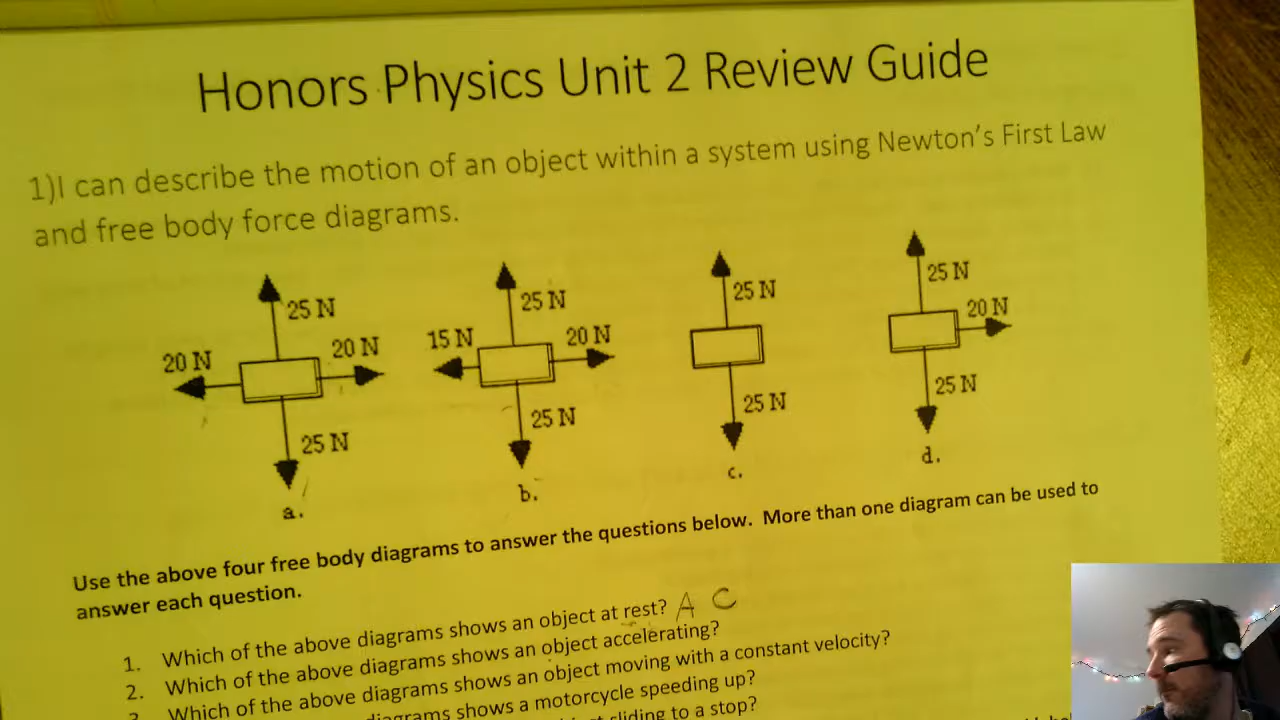 Honors Physics Unit 2 Review Guide
1)I can describe the motion of an object within a system using Newton's First Law
and free body force diagrams.
25 N
20 N
20 N
25 N
a.
25 N
15 N
20 N
25 N
b.
25 N
25 N
c.
25 N
20 N
25 N
d.
Use the above four free body diagrams to answer the questions below. More than one diagram can be used to
answer each question.
1. Which of the above diagrams shows an object at rest? A C
2. Which of the above diagrams shows an object accelerating?
Which of the above diagrams shows an object moving with a constant velocity?
diagrams shows a motorcycle speeding up?
sliding to a stop?